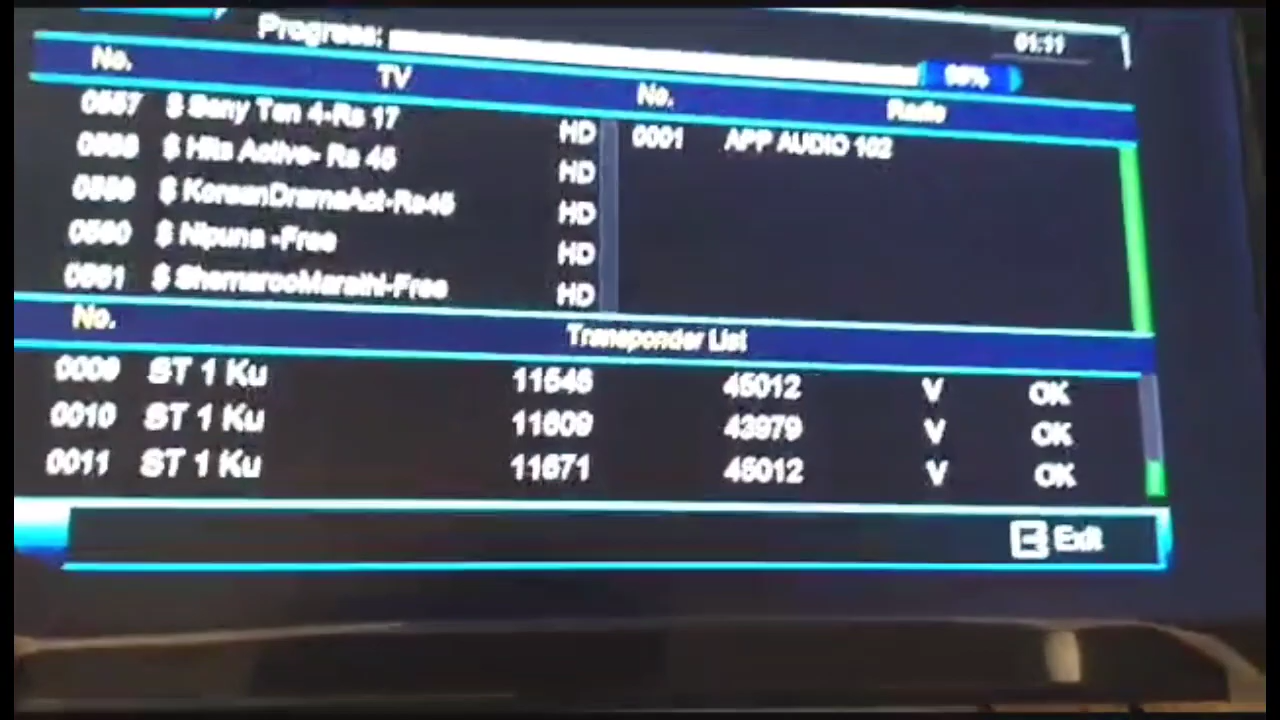 Progress: 01:11
No. TV No. Radio
0557 $ Sony Ten 4-Rs 17 HD 0001 APP AUDIO 102
0558 $ Hits Active- Rs 45 HD
0559 $ KoreanDramaAct-Rs45 HD
0560 $ Nipuna -Free HD
0561 $ ShemarooMarathi-Free HD
No. Transponder List
0009 ST 1 Ku 11546 45012 V OK
0010 ST 1 Ku 11609 43979 V OK
0011 ST 1 Ku 11671 45012 V OK
Exit